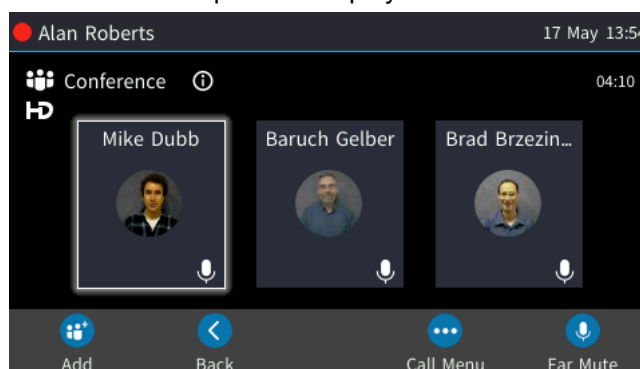 Alan Roberts 17 May 13:54
Conference 04:10
HD
Mike Dubb Baruch Gelber Brad Brzezin...
Add Back Call Menu Far Mute